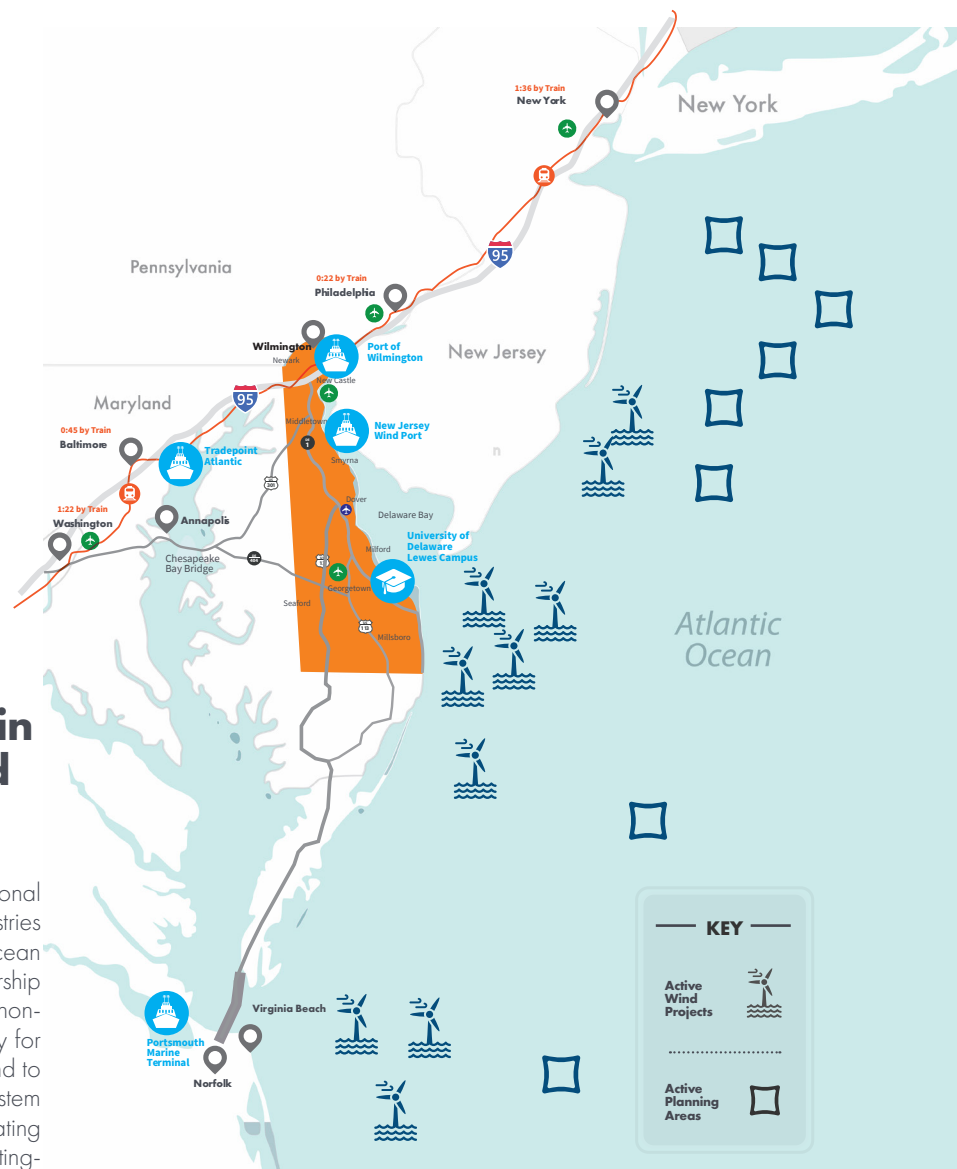 1:36 by Train
New York
New York
95
Pennsylvania
0:22 by Train
Philadelphia
Wilmington
Newark
Port of
Wilmington
New Jersey
New Castle
95
Maryland
Middletown
1
New Jersey
Wind Port
0:45 by Train
Baltimore
Tradepoint
Atlantic
Smyrna
n
301
Dover
1:22 by Train
Washington
Annapolis
Delaware Bay
University of
Delaware
Lewes Campus
Milford
Chesapeake
Bay Bridge
Georgetown
Seaford
113
Millsboro
Atlantic
Ocean
in
d
onal
stries
cean
rship
non-
y for
nd to
stem
ating
ting-
Virginia Beach
Portsmouth
Marine
Terminal
Norfolk
KEY
Active
Wind
Projects
Active
Planning
Areas